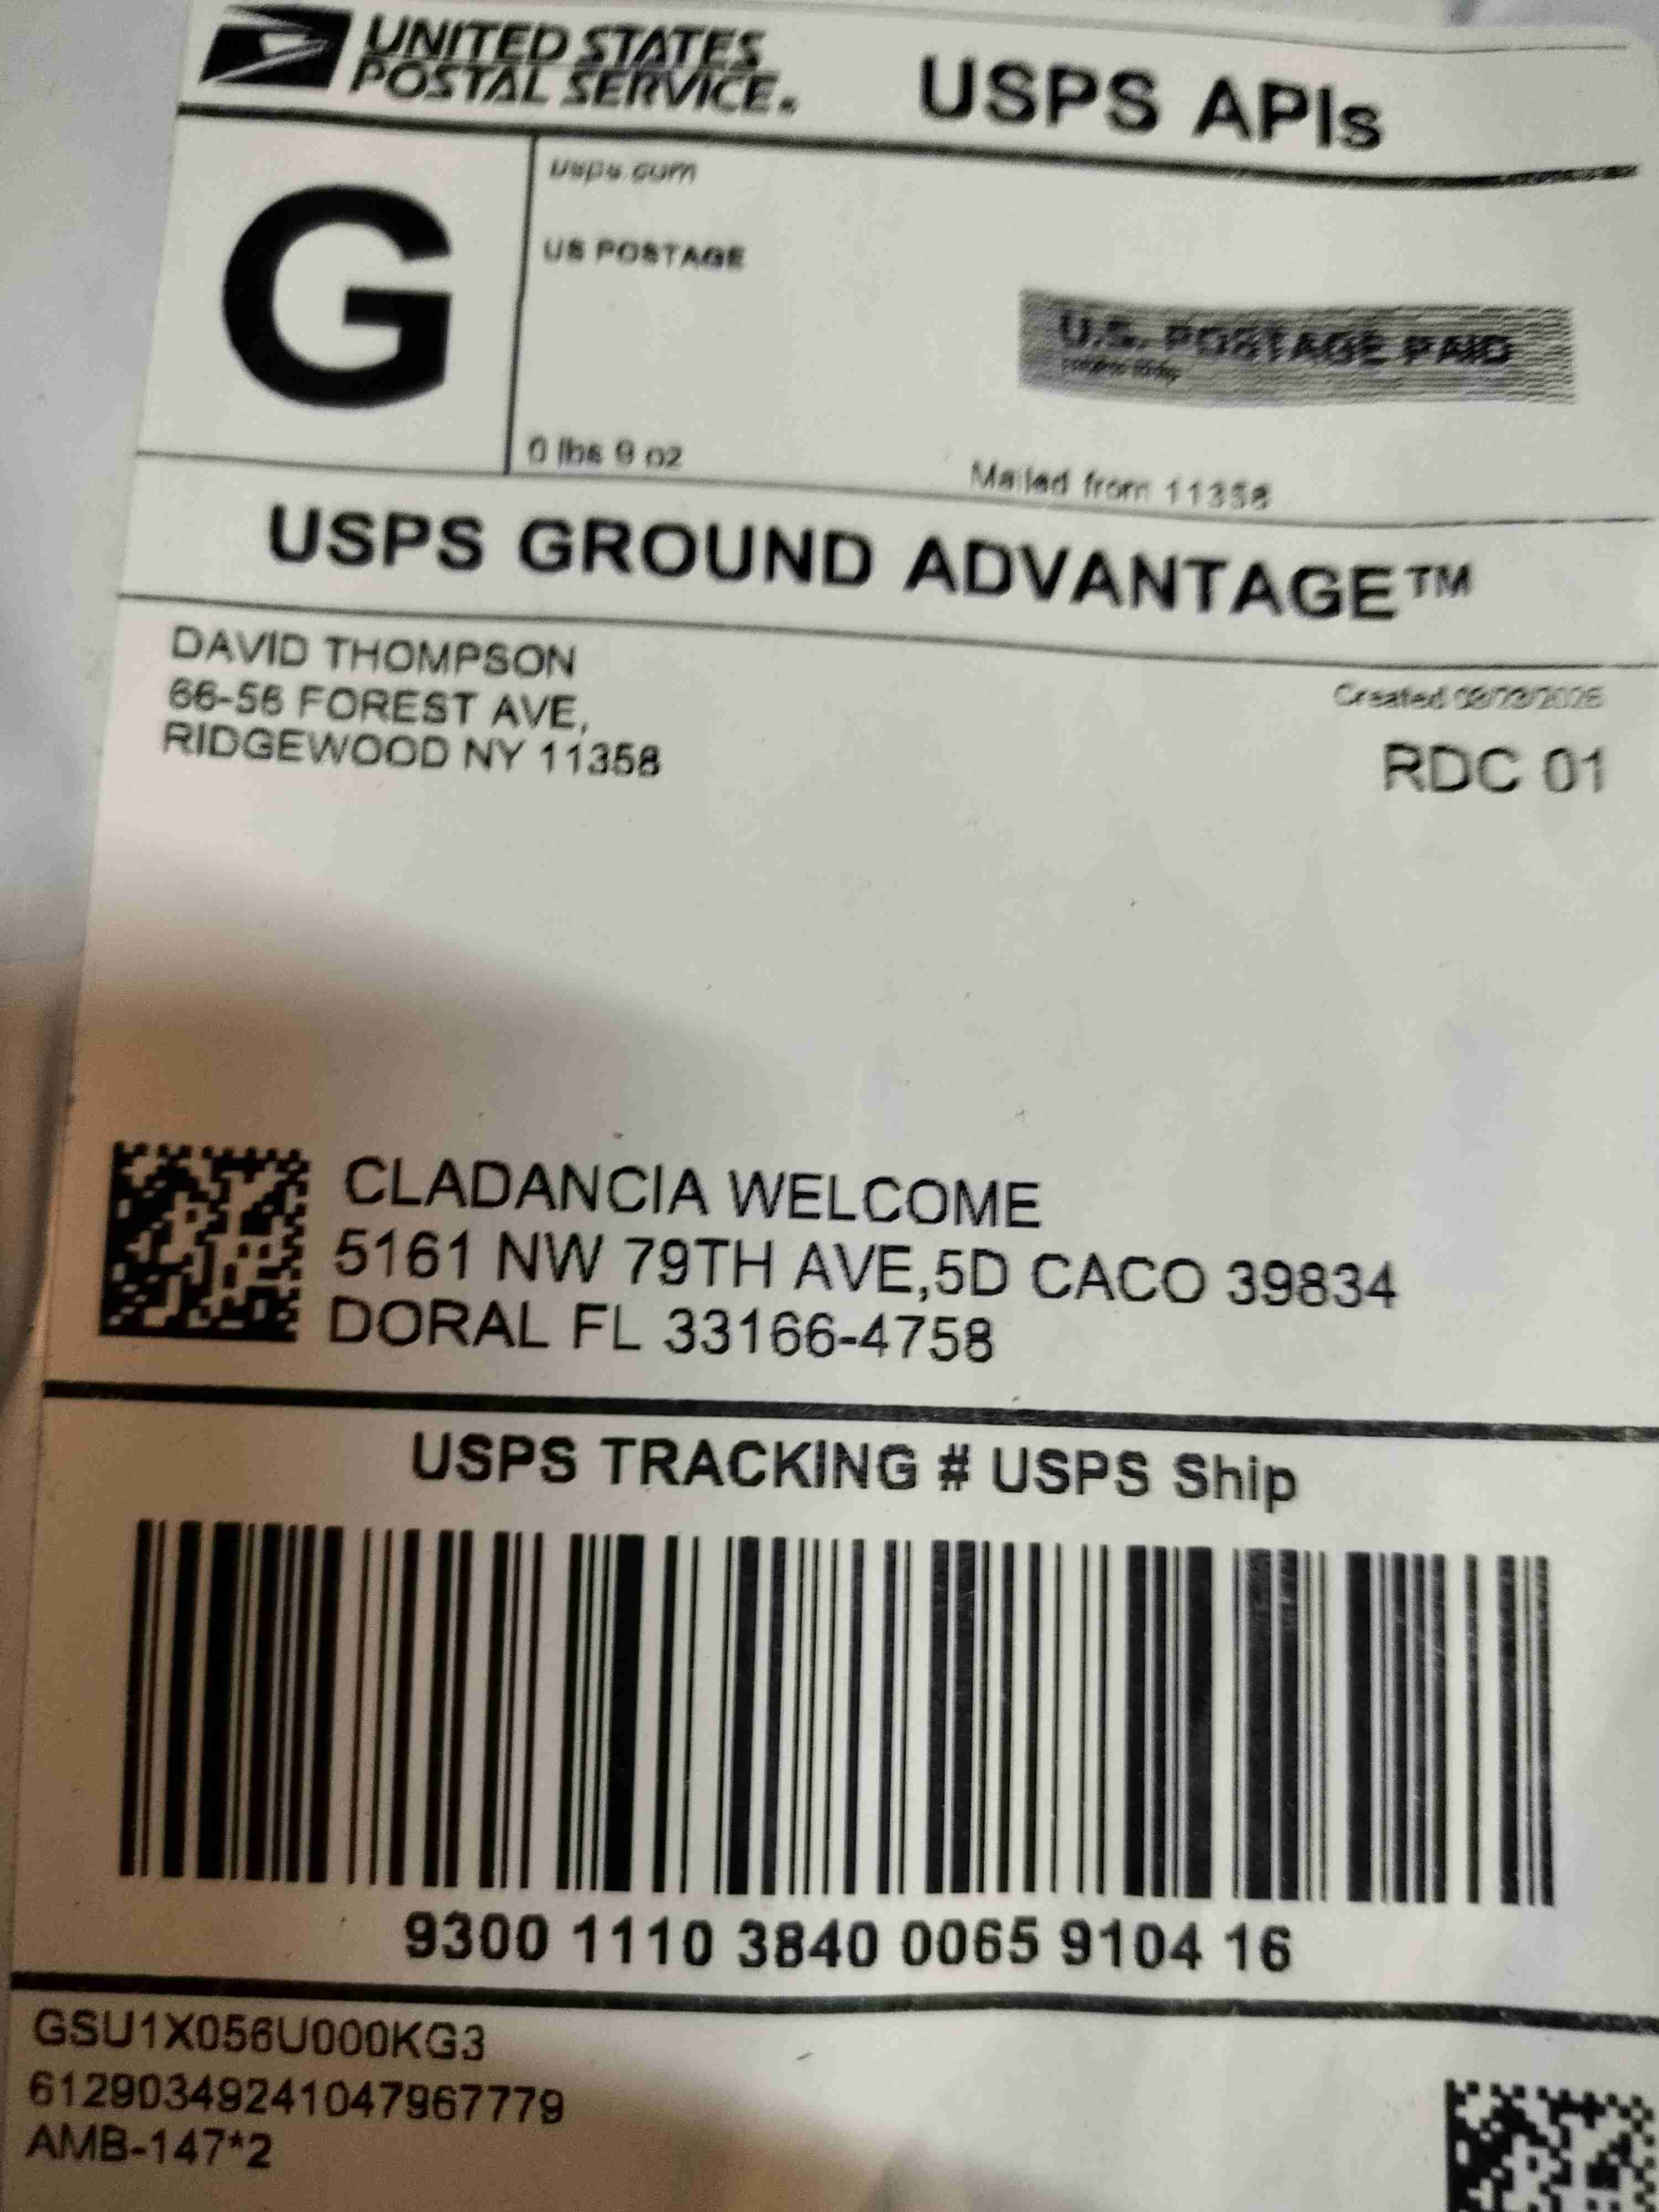 UNITED STATES
POSTAL SERVICE.
USPS APIs
G
usps.com
US POSTAGE
U.S. POSTAGE PAID
0 lbs 9 oz
Mailed from 11358
USPS GROUND ADVANTAGE™
DAVID THOMPSON
66-56 FOREST AVE,
RIDGEWOOD NY 11358
Created
RDC 01
CLADANCIA WELCOME
5161 NW 79TH AVE,5D CACO 39834
DORAL FL 33166-4758
USPS TRACKING # USPS Ship
9300 1110 3840 0065 9104 16
GSU1X056U000KG3
61290349241047967779
AMB-147*2